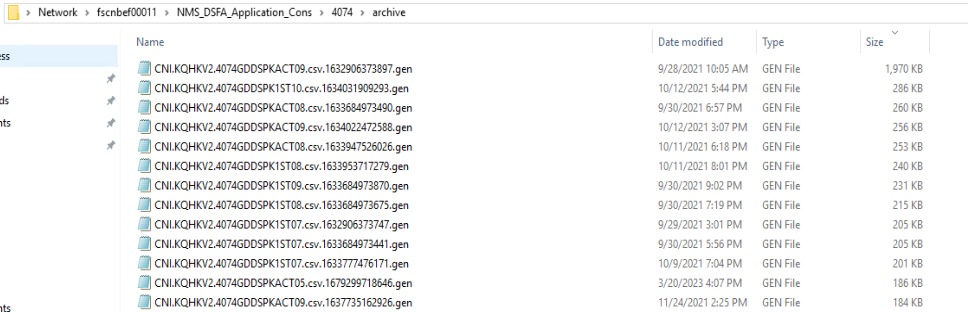 > Network > fscnbef00011 > NMS_DSFA_Application_Cons > 4074 > archive
Name Date modified Type Size
ess
CNI.KQHKV2.4074GDDSPKACT09.csv.1632906373897.gen 9/28/2021 10:05 AM GEN File 1,970 KB
CNI.KQHKV2.4074GDDSPK1ST10.csv.1634031909293.gen 10/12/2021 5:44 PM GEN File 286 KB
ds CNI.KQHKV2.4074GDDSPKACT08.csv.1633684973490.gen 9/30/2021 6:57 PM GEN File 260 KB
nts CNI.KQHKV2.4074GDDSPKACT09.csv.1634022472588.gen 10/12/2021 3:07 PM GEN File 256 KB
CNI.KQHKV2.4074GDDSPKACT08.csv.1633947526026.gen 10/11/2021 6:18 PM GEN File 253 KB
CNI.KQHKV2.4074GDDSPK1ST08.csv.1633953717279.gen 10/11/2021 8:01 PM GEN File 240 KB
CNI.KQHKV2.4074GDDSPK1ST09.csv.1633684973870.gen 9/30/2021 9:02 PM GEN File 231 KB
CNI.KQHKV2.4074GDDSPK1ST08.csv.1633684973675.gen 9/30/2021 7:19 PM GEN File 215 KB
CNI.KQHKV2.4074GDDSPK1ST07.csv.1632906373747.gen 9/29/2021 3:01 PM GEN File 205 KB
CNI.KQHKV2.4074GDDSPK1ST07.csv.1633684973441.gen 9/30/2021 5:56 PM GEN File 205 KB
CNI.KQHKV2.4074GDDSPK1ST07.csv.1633777476171.gen 10/9/2021 7:04 PM GEN File 201 KB
CNI.KQHKV2.4074GDDSPKACT05.csv.1679299718646.gen 3/20/2023 4:07 PM GEN File 186 KB
nts CNI.KQHKV2.4074GDDSPKACT09.csv.1637735162926.gen 11/24/2021 2:25 PM GEN File 184 KB